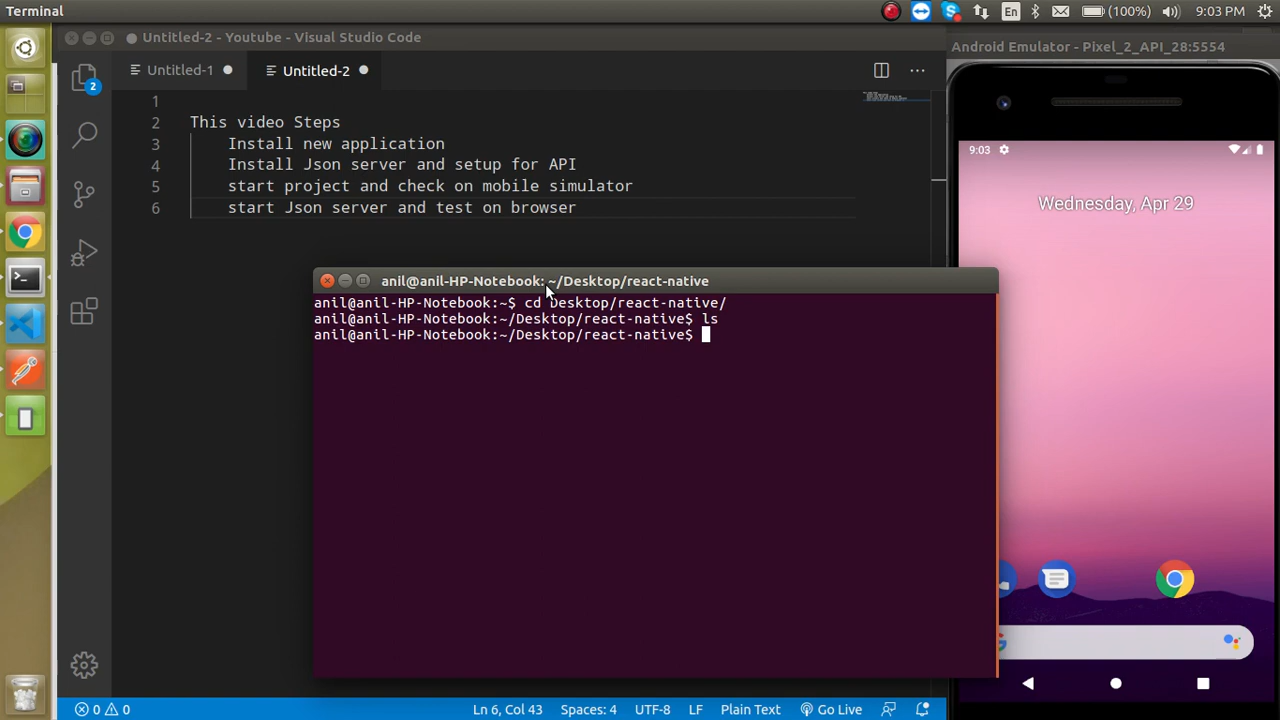 Terminal
En
(100%)
9:03 PM
Untitled-2 - Youtube - Visual Studio Code
Android Emulator - Pixel_2_API_28:5554
2
Untitled-1
Untitled-2
1
2 This video Steps
3 Install new application
4 Install Json server and setup for API
5 start project and check on mobile simulator
6 start Json server and test on browser
9:03
Wednesday, Apr 29
anil@anil-HP-Notebook: ~/Desktop/react-native
anil@anil-HP-Notebook:~$ cd Desktop/react-native/
anil@anil-HP-Notebook:~/Desktop/react-native$ ls
anil@anil-HP-Notebook:~/Desktop/react-native$
0 0
Ln 6, Col 43
Spaces: 4
UTF-8
LF
Plain Text
Go Live